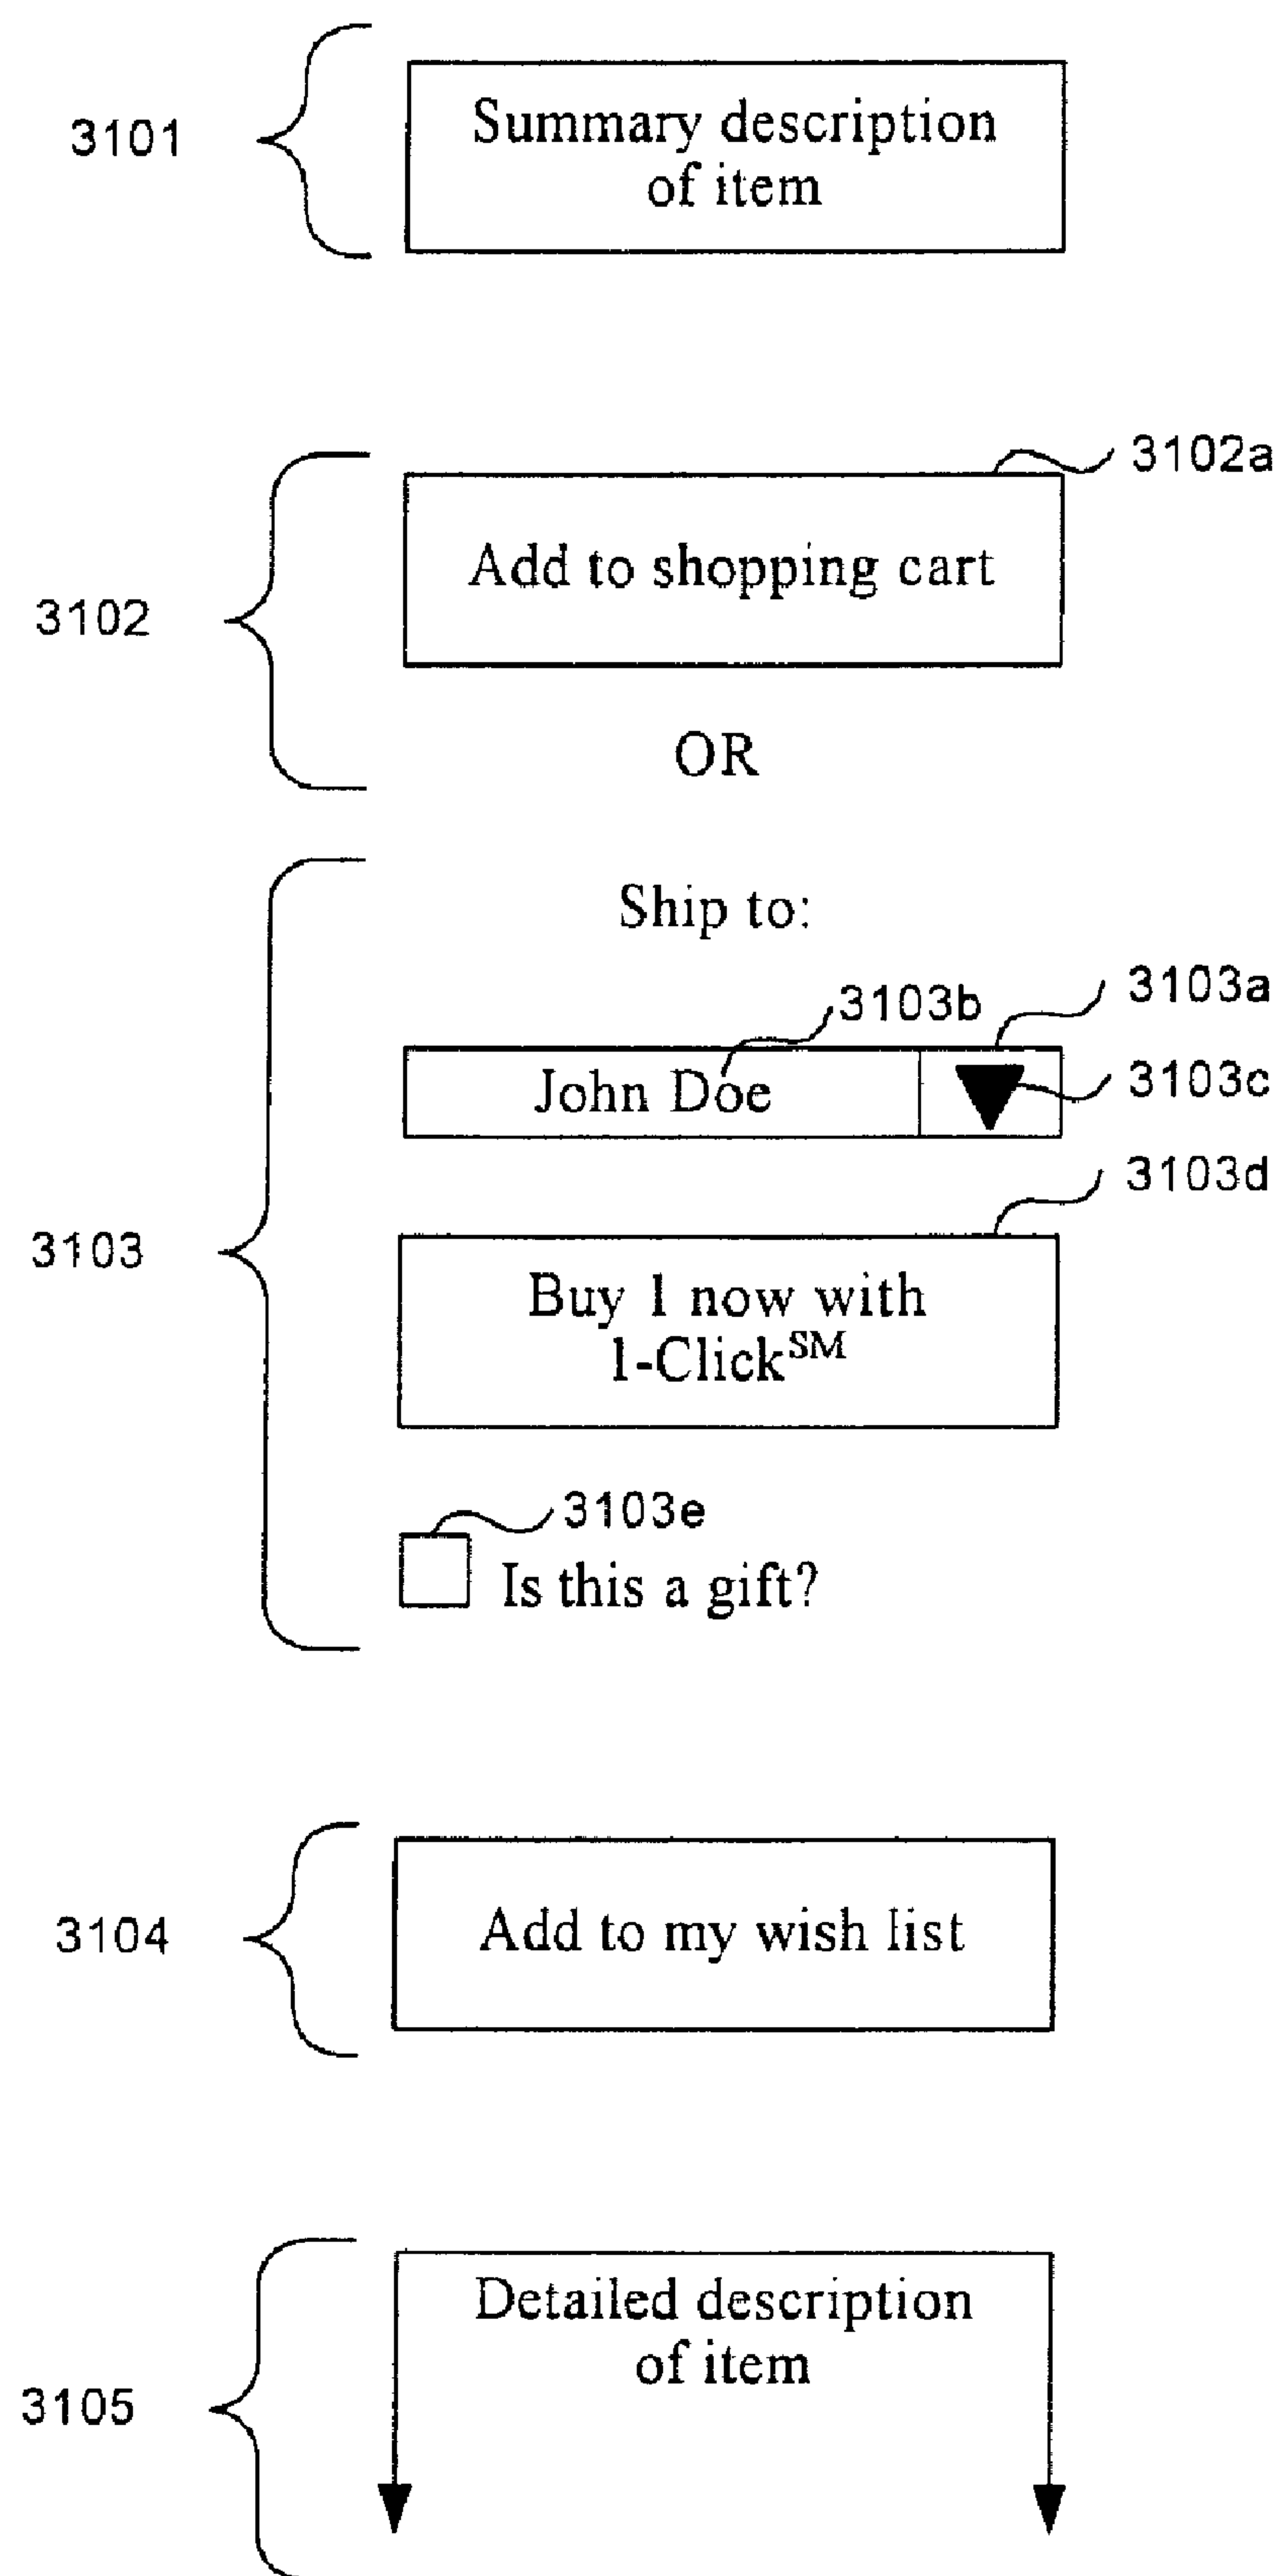 3101
Summary description
of item
3102a
3102
Add to shopping cart
OR
3103
Ship to:
3103a
3103b
John Doe
3103c
3103d
Buy 1 now with
1-Click℠
3103e
Is this a gift?
3104
Add to my wish list
3105
Detailed description
of item